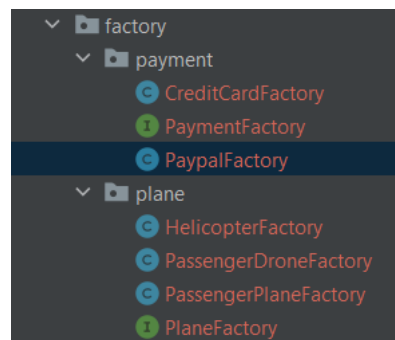 factory
payment
C CreditCardFactory
I PaymentFactory
C PaypalFactory
plane
C HelicopterFactory
C PassengerDroneFactory
C PassengerPlaneFactory
I PlaneFactory